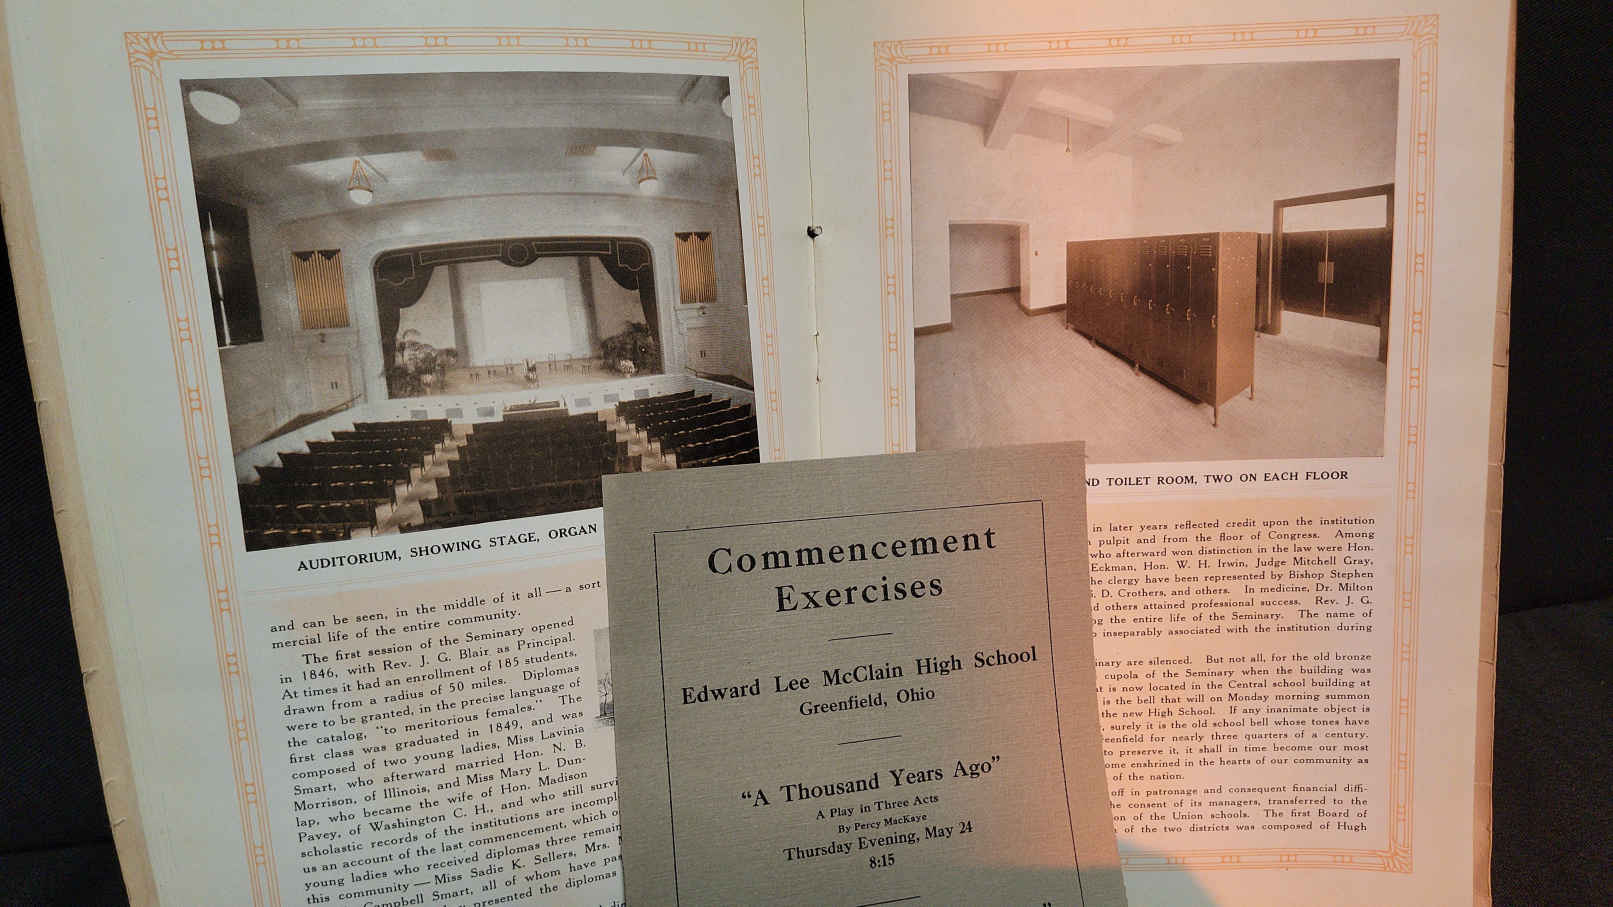 AUDITORIUM, SHOWING STAGE, ORGAN
and can be seen, in the middle of it all — a sort
mercial life of the entire community.
The first session of the Seminary opened
in 1846, with Rev. J. G. Blair as Principal.
At times it had an enrollment of 185 students,
drawn from a radius of 50 miles. Diplomas
were to be granted, in the precise language of
the catalog, "to meritorious females." The
first class was graduated in 1849, and was
composed of two young ladies, Miss Lavinia
Smart, who afterward married Hon. N. B.
Morrison, of Illinois, and Miss Mary L. Dun-
lap, who became the wife of Hon. Madison
Pavey, of Washington C. H., and who still survi
scholastic records of the institutions are incompl
us an account of the last commencement, which o
young ladies who received diplomas three remain
this community — Miss Sadie K. Sellers, Mrs.
Campbell Smart, all of whom have pas
presented the diplomas
Commencement
Exercises
Edward Lee McClain High School
Greenfield, Ohio
"A Thousand Years Ago"
A Play in Three Acts
By Percy MacKaye
Thursday Evening, May 24
8:15
ND TOILET ROOM, TWO ON EACH FLOOR
in later years reflected credit upon the institution
pulpit and from the floor of Congress. Among
who afterward won distinction in the law were Hon.
Eckman, Hon. W. H. Irwin, Judge Mitchell Gray,
he clergy have been represented by Bishop Stephen
. D. Crothers, and others. In medicine, Dr. Milton
d others attained professional success. Rev. J. G.
ng the entire life of the Seminary. The name of
inseparably associated with the institution during
inary are silenced. But not all, for the old bronze
cupola of the Seminary when the building was
is now located in the Central school building at
is the bell that will on Monday morning summon
the new High School. If any inanimate object is
, surely it is the old school bell whose tones have
reenfield for nearly three quarters of a century.
to preserve it, it shall in time become our most
ome enshrined in the hearts of our community as
of the nation.
off in patronage and consequent financial diffi-
he consent of its managers, transferred to the
on of the Union schools. The first Board of
of the two districts was composed of Hugh